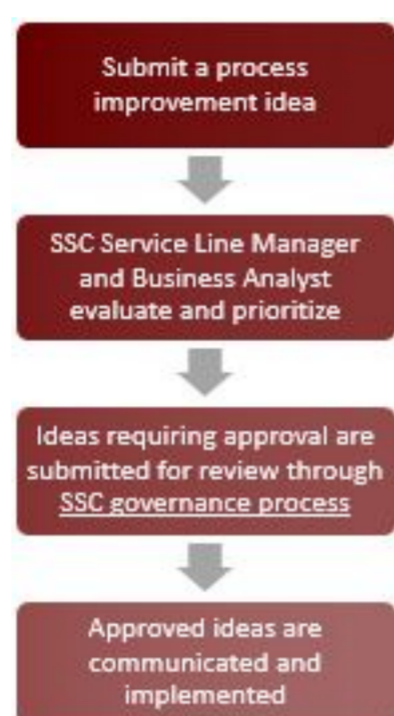 Submit a process
improvement idea
SSC Service Line Manager
and Business Analyst
evaluate and prioritize
Ideas requiring approval are
submitted for review through
SSC governance process
Approved ideas are
communicated and
implemented